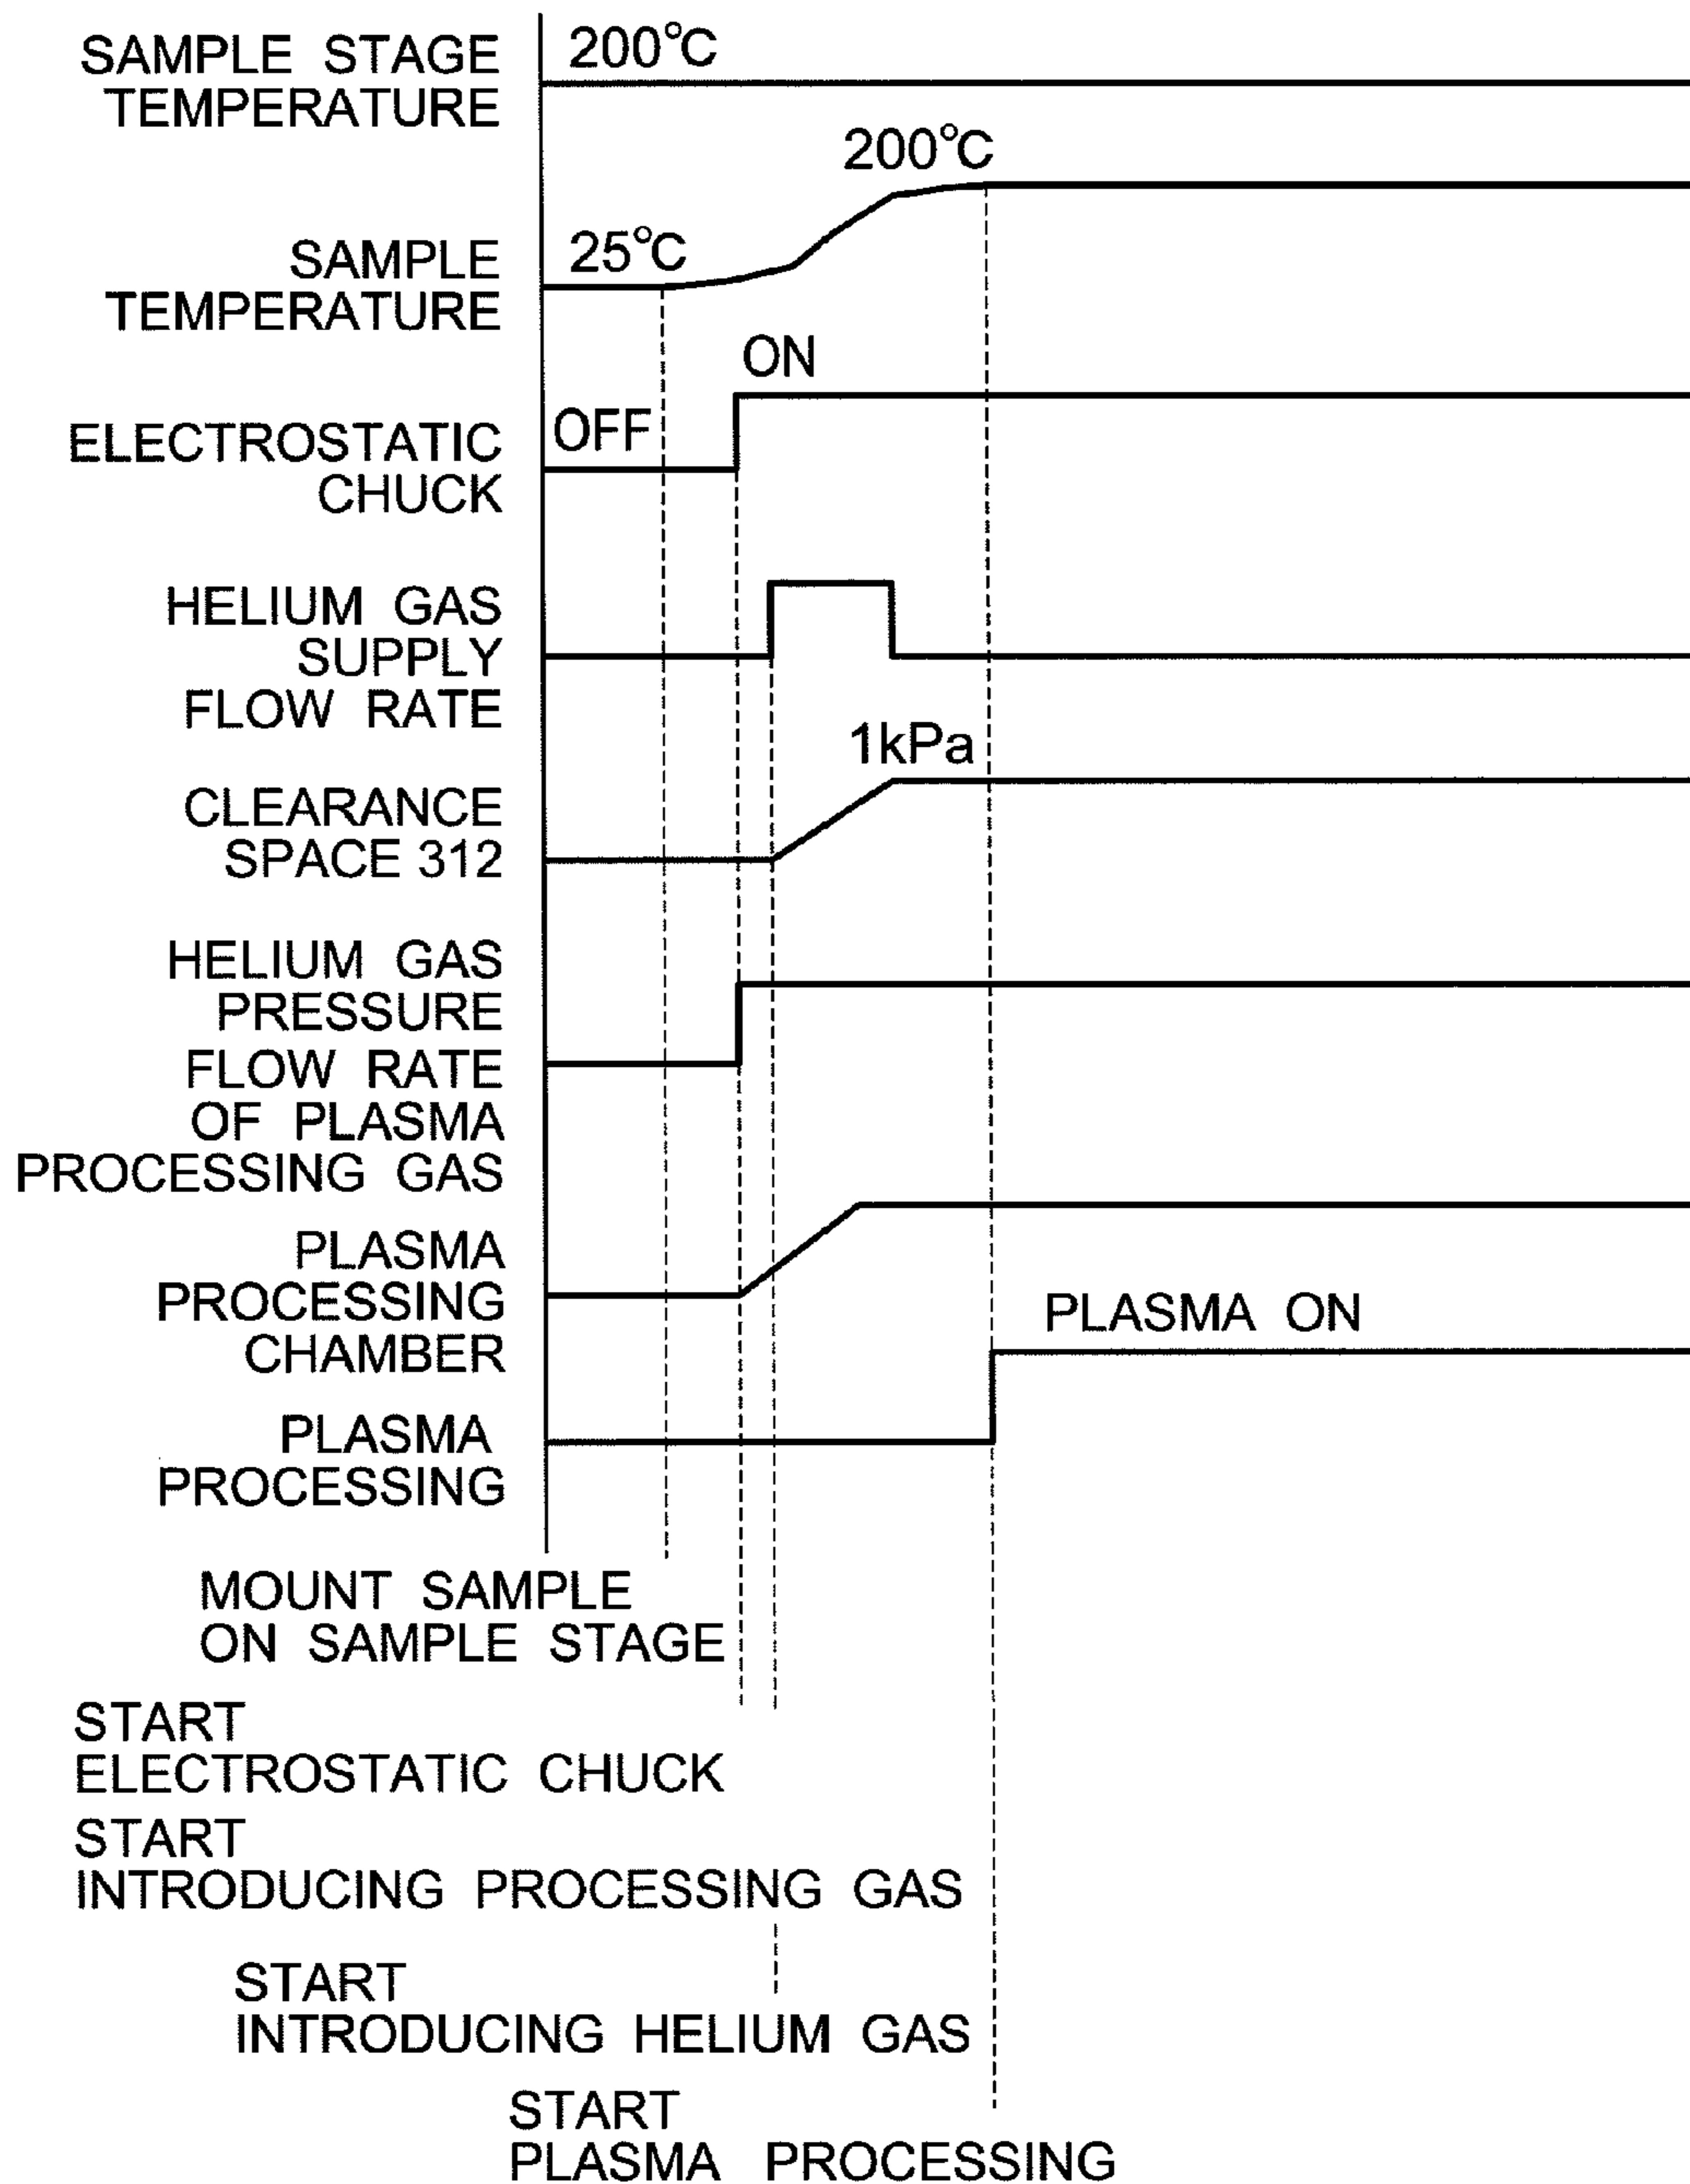 200°C
SAMPLE STAGE
TEMPERATURE
200°C
25°C
SAMPLE
TEMPERATURE
ON
OFF
ELECTROSTATIC
CHUCK
HELIUM GAS
SUPPLY
FLOW RATE
1kPa
CLEARANCE
SPACE 312
HELIUM GAS
PRESSURE
FLOW RATE
OF PLASMA
PROCESSING GAS
PLASMA
PROCESSING
CHAMBER
PLASMA ON
PLASMA
PROCESSING
MOUNT SAMPLE
ON SAMPLE STAGE
START
ELECTROSTATIC CHUCK
START
INTRODUCING PROCESSING GAS
START
INTRODUCING HELIUM GAS
START
PLASMA PROCESSING